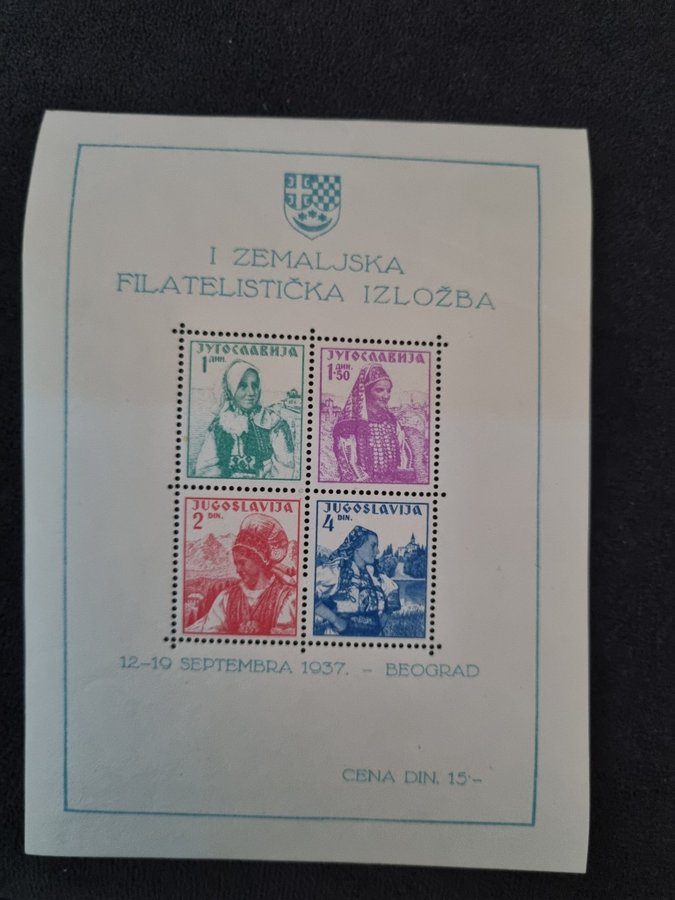 I ZEMALJSKA
FILATELISTIČKA IZLOŽBA
ЈУГОСЛАВИЈА
1 ДИН.
ЈУГОСЛАВИЈА
1·50 ДИН.
JUGOSLAVIJA
2 DIN.
JUGOSLAVIJA
4 DIN.
12-19 SEPTEMBRA 1937. - BEOGRAD
CENA DIN. 15·-